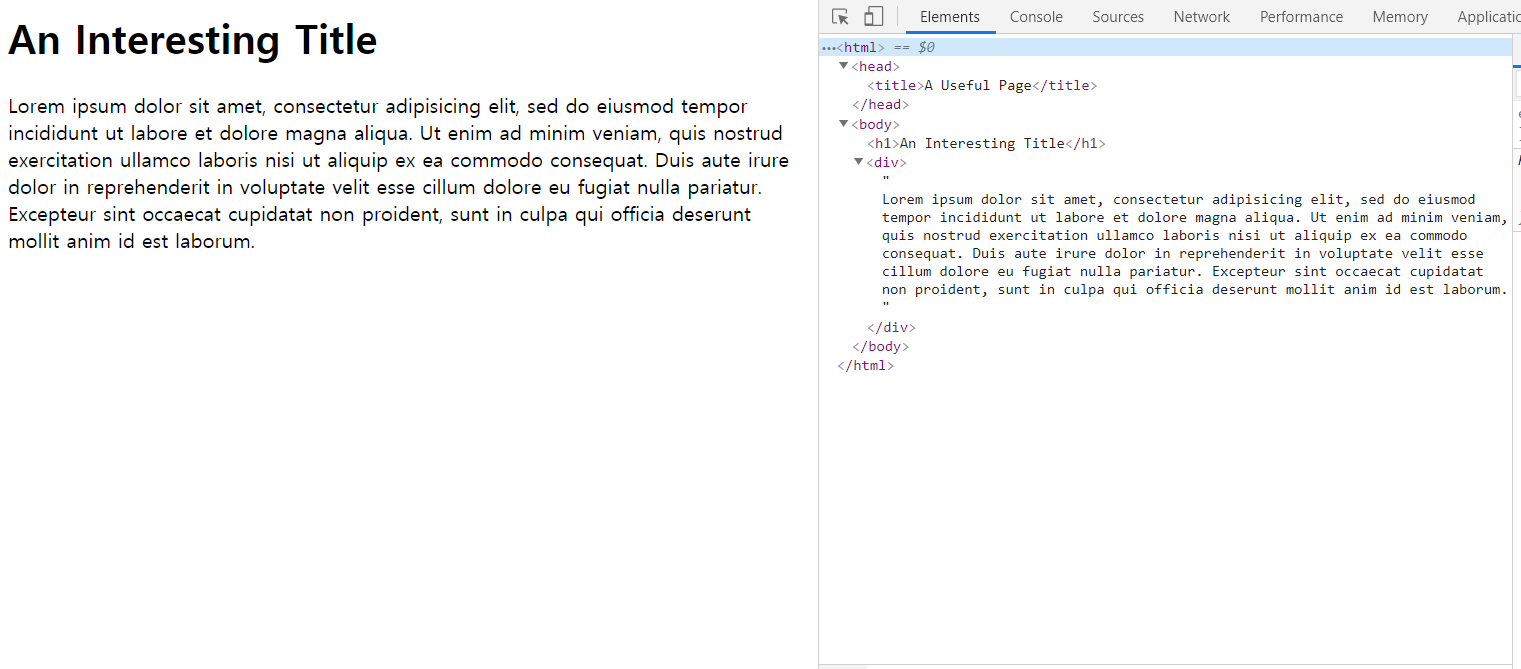 An Interesting Title
Lorem ipsum dolor sit amet, consectetur adipisicing elit, sed do eiusmod tempor
incididunt ut labore et dolore magna aliqua. Ut enim ad minim veniam, quis nostrud
exercitation ullamco laboris nisi ut aliquip ex ea commodo consequat. Duis aute irure
dolor in reprehenderit in voluptate velit esse cillum dolore eu fugiat nulla pariatur.
Excepteur sint occaecat cupidatat non proident, sunt in culpa qui officia deserunt
mollit anim id est laborum.
Elements Console Sources Network Performance Memory Applicatio
…<html> == $0
▼<head>
<title>A Useful Page</title>
</head>
▼<body>
<h1>An Interesting Title</h1>
▼<div>
"
Lorem ipsum dolor sit amet, consectetur adipisicing elit, sed do eiusmod
tempor incididunt ut labore et dolore magna aliqua. Ut enim ad minim veniam,
quis nostrud exercitation ullamco laboris nisi ut aliquip ex ea commodo
consequat. Duis aute irure dolor in reprehenderit in voluptate velit esse
cillum dolore eu fugiat nulla pariatur. Excepteur sint occaecat cupidatat
non proident, sunt in culpa qui officia deserunt mollit anim id est laborum.
"
</div>
</body>
</html>